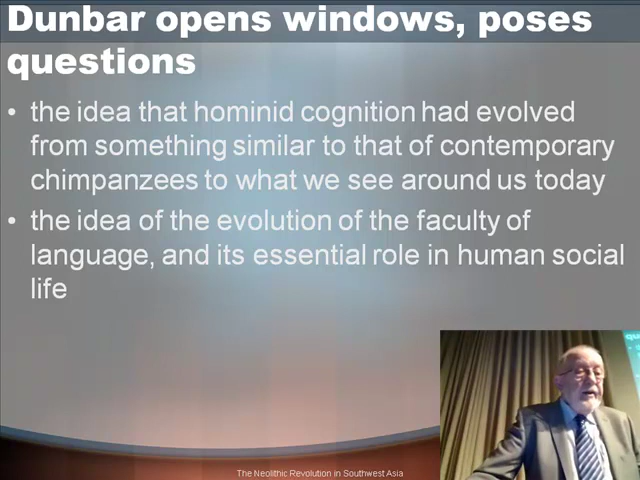 Dunbar opens windows, poses
questions
• the idea that hominid cognition had evolved
from something similar to that of contemporary
chimpanzees to what we see around us today
• the idea of the evolution of the faculty of
language, and its essential role in human social
life
The Neolithic Revolution in Southwest Asia